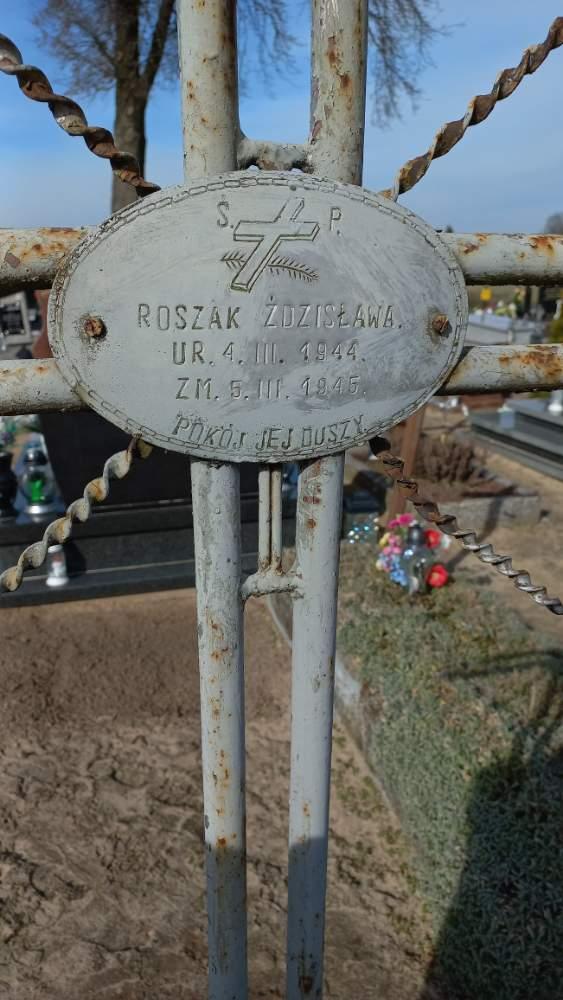 Ś. P.
ROSZAK ŻDZISŁAWA.
UR. 4. III. 1944.
ZM. 5. III. 1945.
POKÓJ JEJ DUSZY.